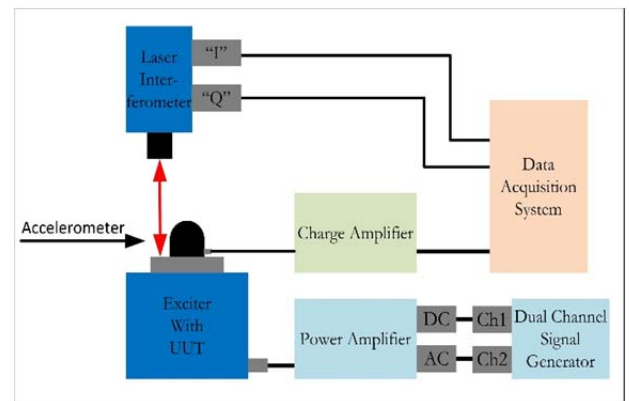 Laser
Inter-
ferometer
"I"
"Q"
Data
Acquisition
System
Accelerometer
Charge Amplifier
Exciter
With
UUT
Power Amplifier
DC
Ch1
AC
Ch2
Dual Channel
Signal
Generator